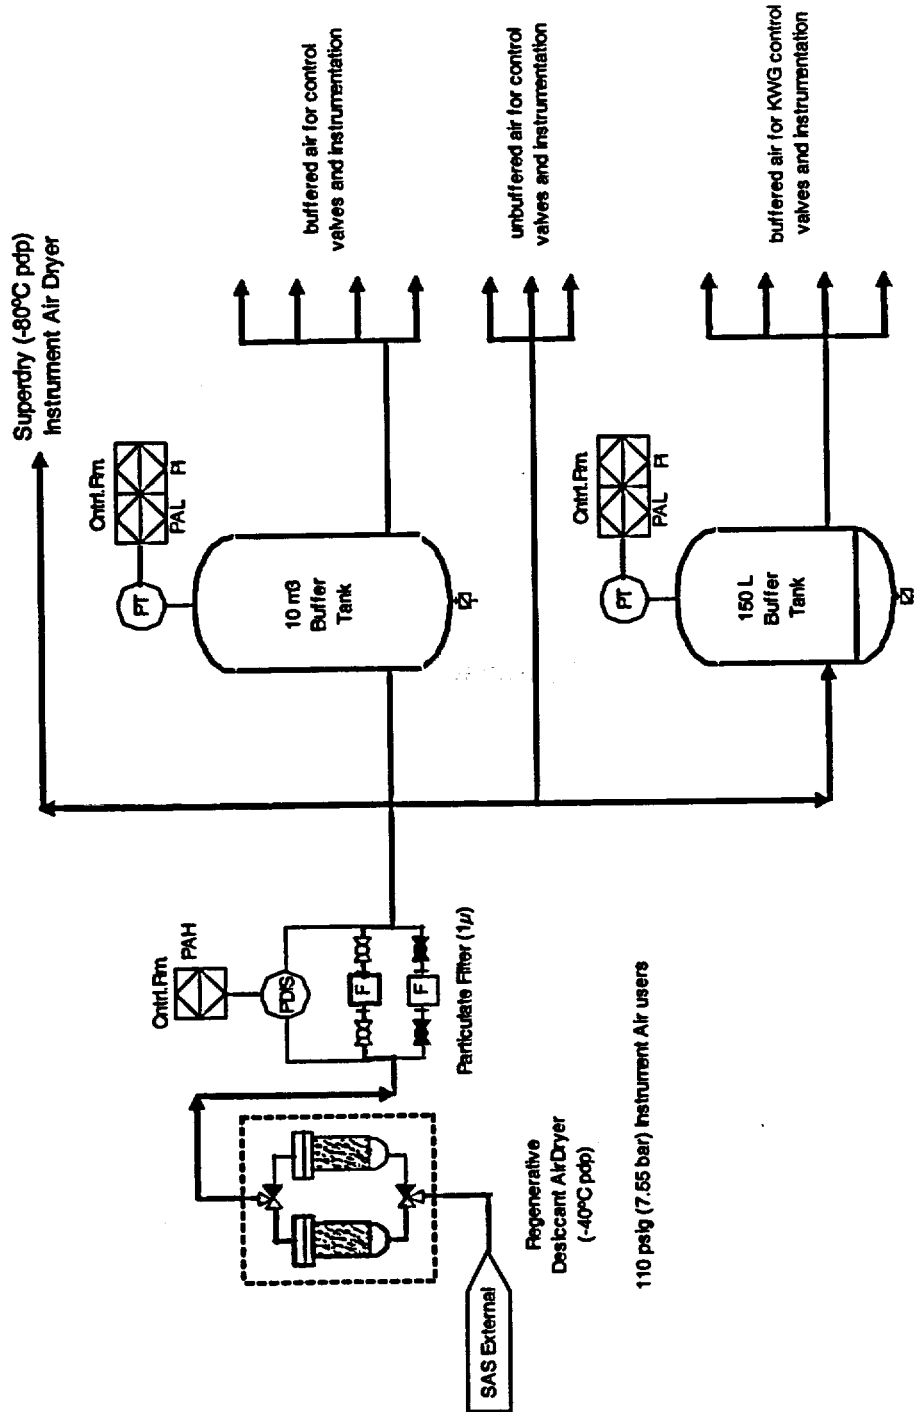 Superdry (-80ºC pdp)
Instrument Air Dryer
Cntrl.Rm.
PAL
PI
PT
10 m3
Buffer
Tank
buffered air for control
valves and instrumentation
unbuffered air for control
valves and instrumentation
Cntrl.Rm.
PAL
PI
PT
150 L
Buffer
Tank
buffered air for KWG control
valves and instrumentation
Cntrl.Rm.
PAH
PDIS
F
F
Particulate Filter (1µ)
SAS External
Regenerative
Desiccant AirDryer
(-40ºC pdp)
110 psig (7.55 bar) Instrument Air users